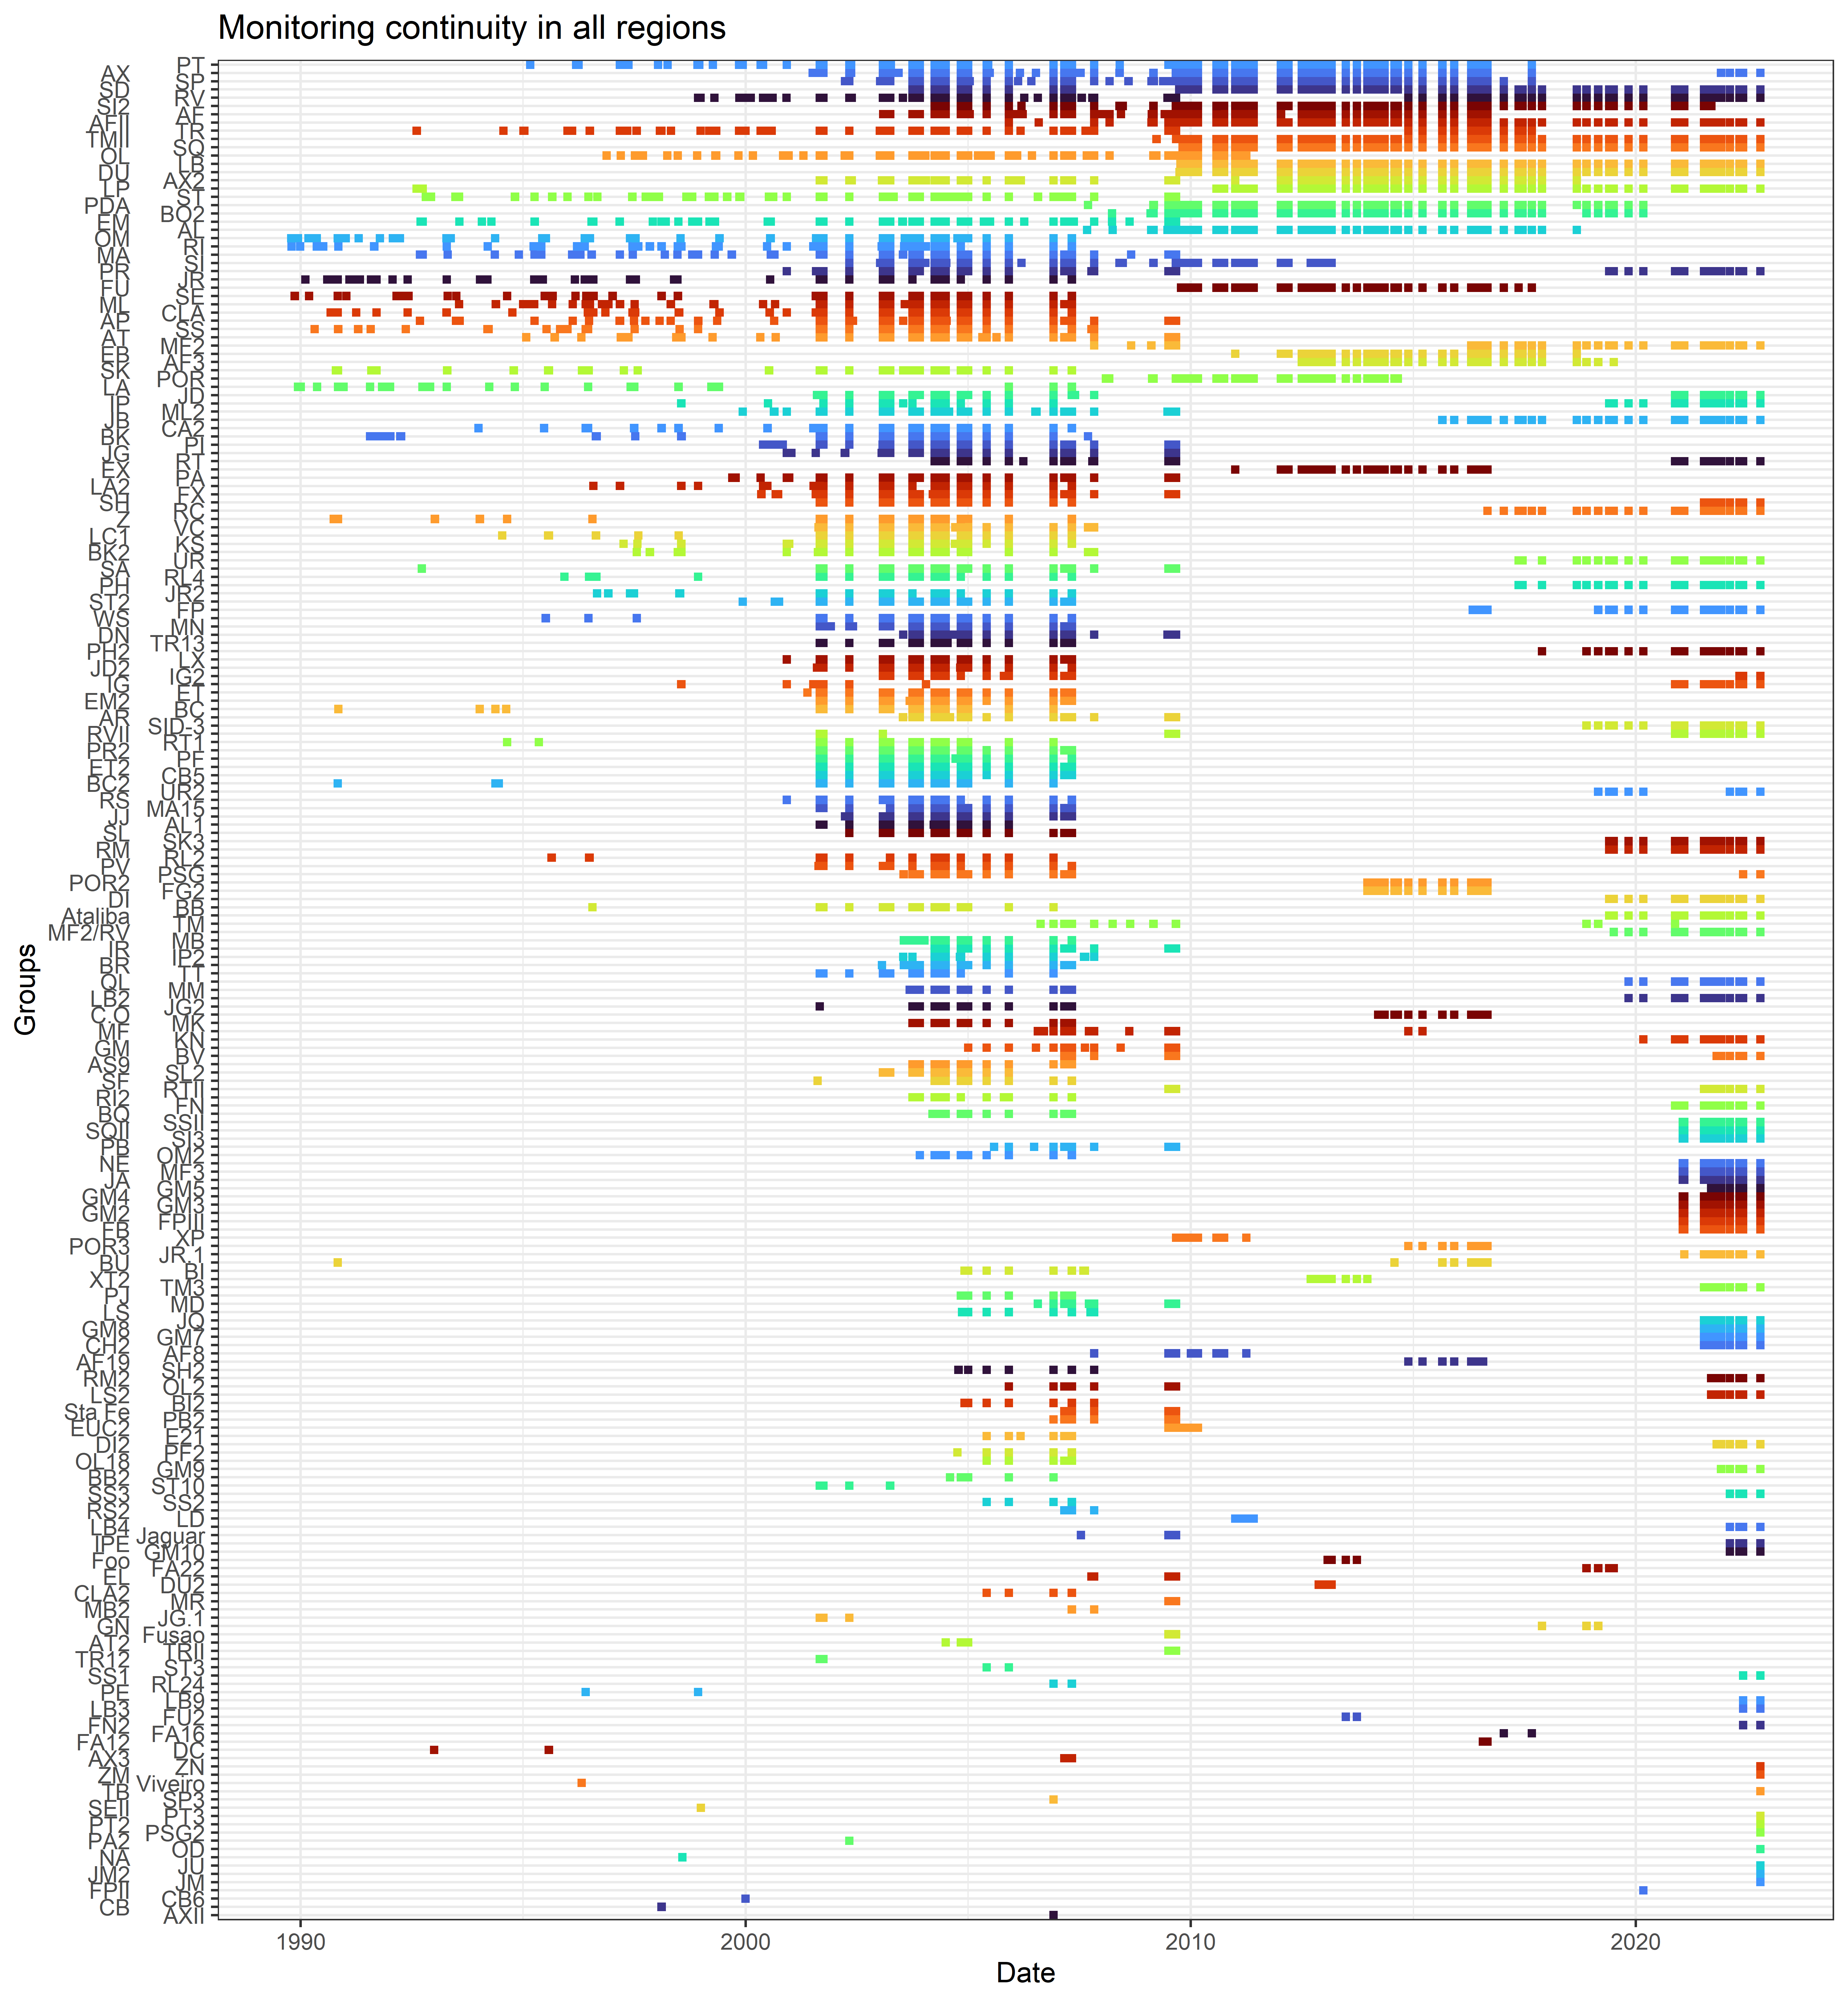 Monitoring continuity in all regions
PT
AX
SP
SD
RV
SI2
AF
AFII
TR
TMII
SQ
OL
LB
DU
AX2
LP
ST
PDA
BO2
EM
AL
OM
RI
MA
SI
PR
JR
FU
SE
ML
CLA
AP
SS
AT
MF2
EB
AF3
SK
POR
LA
JD
IP
ML2
JB
CA2
BK
PI
JG
RT
EX
PA
LA2
FX
SH
RC
Z
VC
LC1
KS
BK2
UR
SA
RL4
PH
JR2
ST2
FP
WS
MN
DN
TR13
PH2
LX
JD2
IG2
IG
ET
EM2
BC
AR
SID-3
RVII
RT1
PR2
PF
ET2
CB5
BC2
UR2
RS
MA15
JJ
AL1
SL
SK3
RM
RL2
PV
PSG
POR2
FG2
DI
BB
Ataliba
TM
MF2/RV
MB
IR
IP2
BR
TT
QL
MM
LB2
JG2
C.O
MK
MF
KN
GM
BV
AS9
SL2
SF
RTII
RI2
FN
BQ
SSII
SQII
SI3
PB
OM2
NE
MF3
JA
GM5
GM4
GM3
GM2
FPIII
FB
XP
POR3
JR.1
BU
BI
XT2
TM3
PJ
MD
LS
JQ
GM8
GM7
CH2
AF8
AF19
SH2
RM2
OL2
LS2
BI2
Sta Fe
PB2
EUC2
E21
DI2
PF2
OL18
GM9
BB2
ST10
SS3
SS2
RS2
LD
LB4
Jaguar
IPE
GM10
Foo
FA22
EL
DU2
CLA2
MR
MB2
JG.1
GN
Fusao
AT2
TRII
TR12
ST3
SS1
RL24
PE
LB9
LB3
FU2
FN2
FA16
FA12
DC
AX3
ZN
ZM
Viveiro
TB
SP3
SEII
PT3
PT2
PSG2
PA2
OD
NA
JU
JM2
JM
FPII
CB6
CB
AXII
Groups
1990 2000 2010 2020
Date